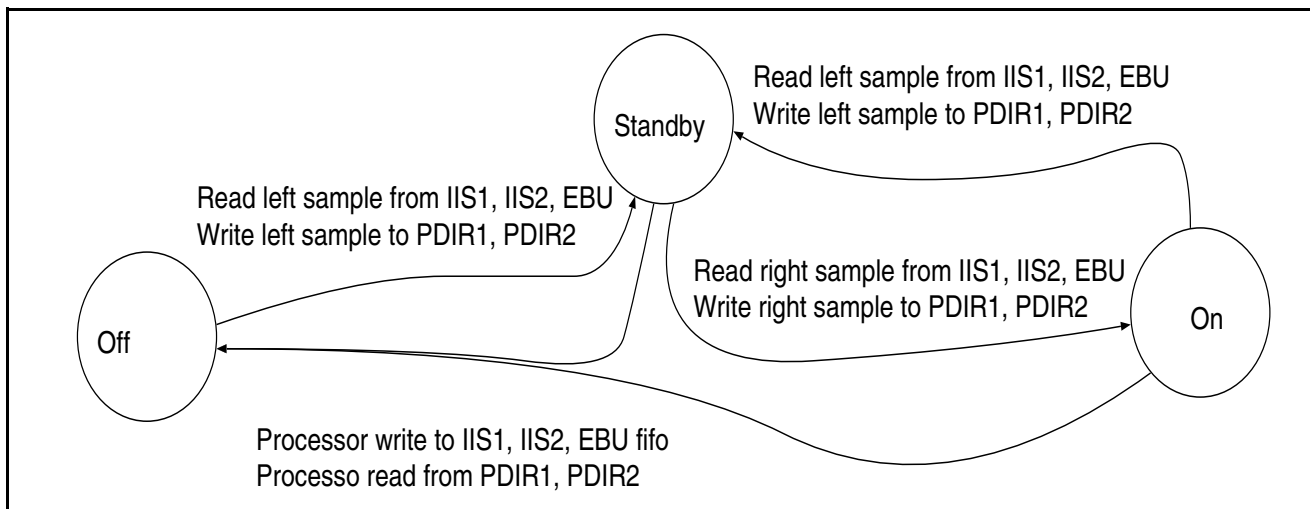 Read left sample from IIS1, IIS2, EBU
Write left sample to PDIR1, PDIR2
Standby
Read left sample from IIS1, IIS2, EBU
Write left sample to PDIR1, PDIR2
Read right sample from IIS1, IIS2, EBU
Write right sample to PDIR1, PDIR2
Off
On
Processor write to IIS1, IIS2, EBU fifo
Processo read from PDIR1, PDIR2